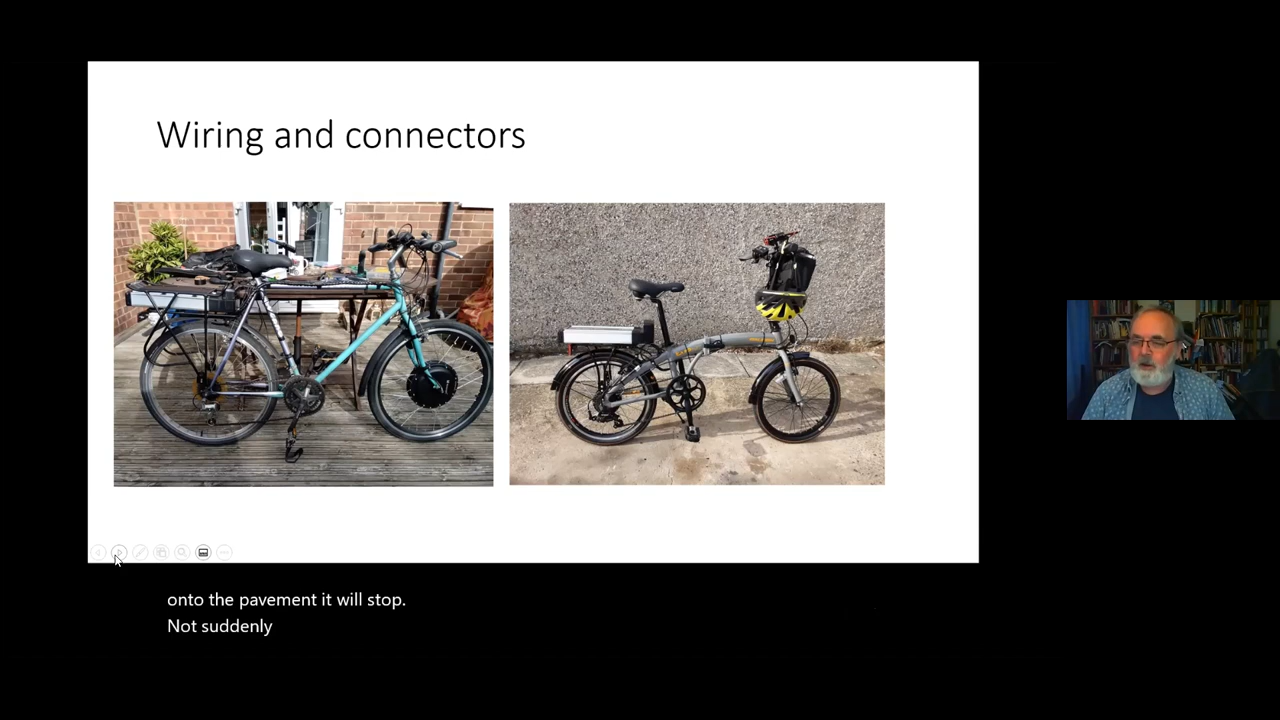 Wiring and connectors
onto the pavement it will stop.
Not suddenly